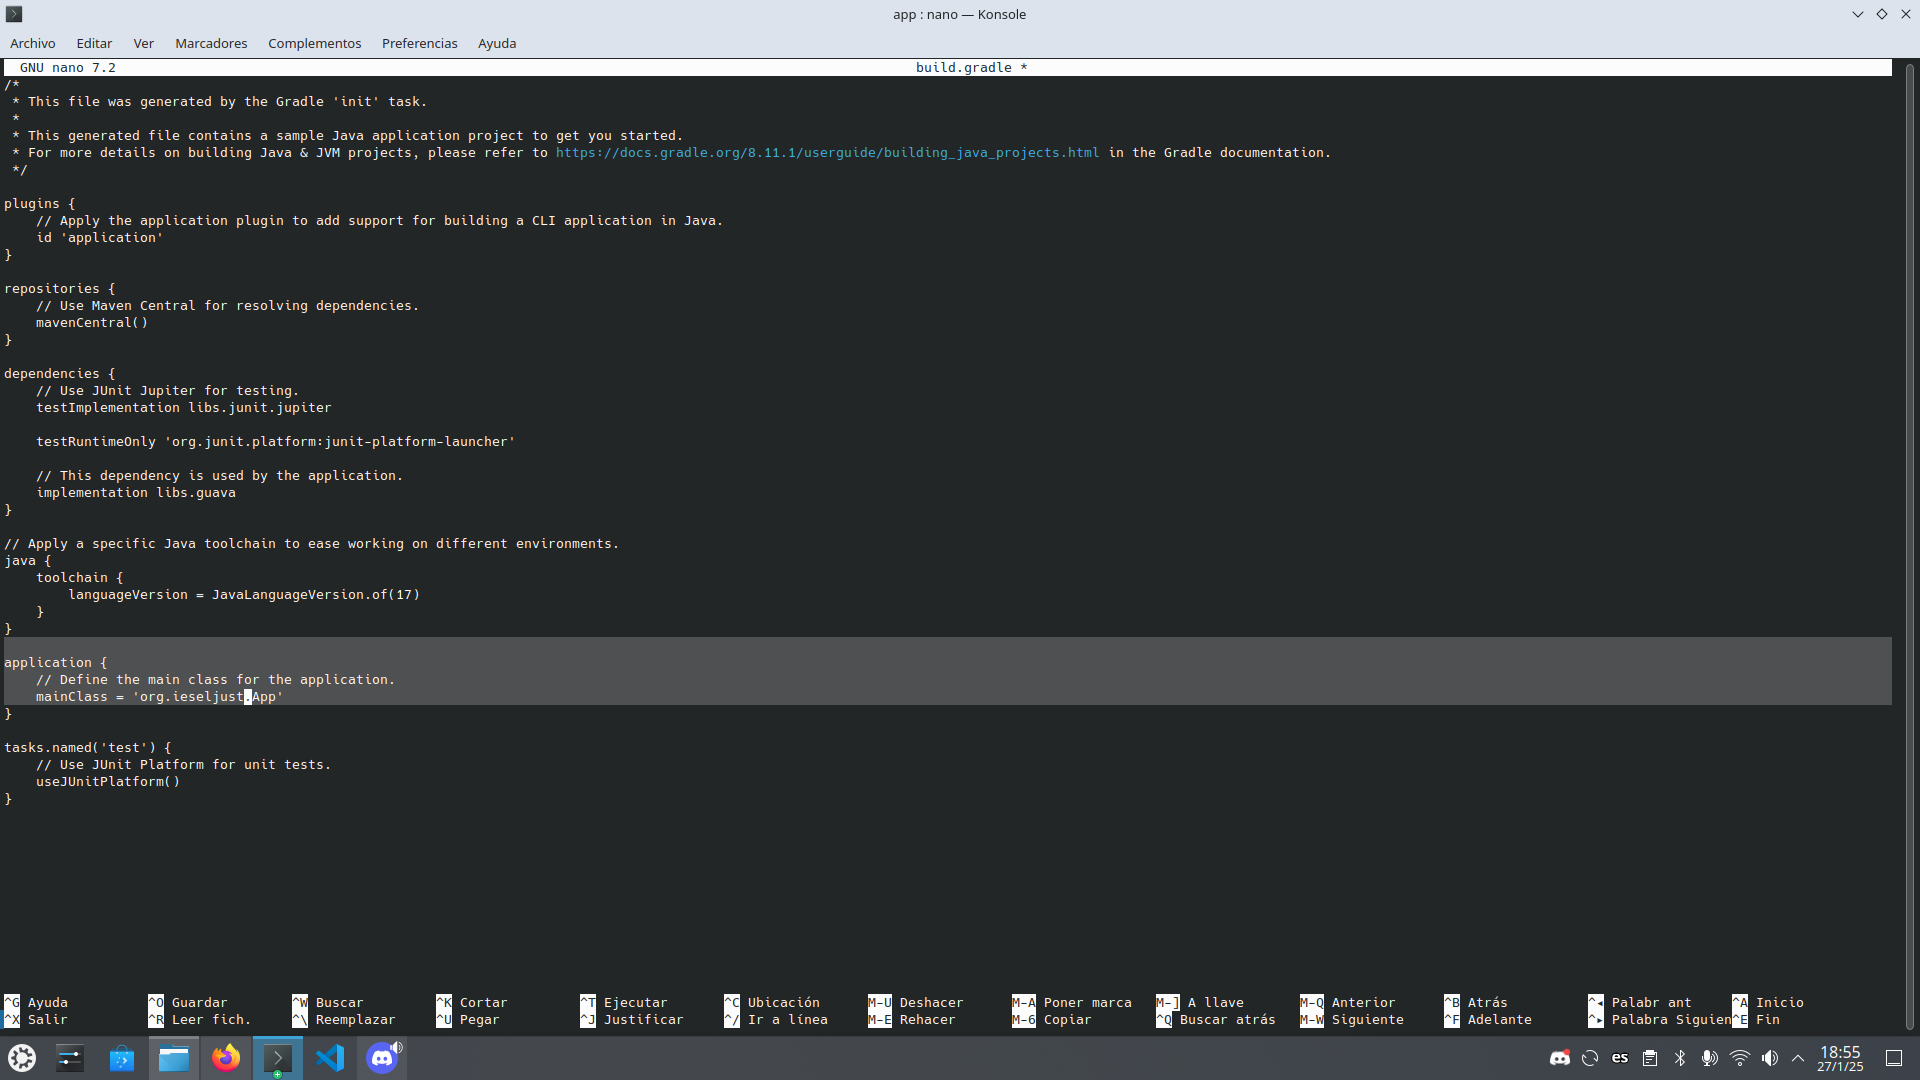 app : nano — Konsole
Archivo Editar Ver Marcadores Complementos Preferencias Ayuda
GNU nano 7.2 build.gradle *
/*
 * This file was generated by the Gradle 'init' task.
 *
 * This generated file contains a sample Java application project to get you started.
 * For more details on building Java & JVM projects, please refer to https://docs.gradle.org/8.11.1/userguide/building_java_projects.html in the Gradle documentation.
 */
plugins {
    // Apply the application plugin to add support for building a CLI application in Java.
    id 'application'
}
repositories {
    // Use Maven Central for resolving dependencies.
    mavenCentral()
}
dependencies {
    // Use JUnit Jupiter for testing.
    testImplementation libs.junit.jupiter
    testRuntimeOnly 'org.junit.platform:junit-platform-launcher'
    // This dependency is used by the application.
    implementation libs.guava
}
// Apply a specific Java toolchain to ease working on different environments.
java {
    toolchain {
        languageVersion = JavaLanguageVersion.of(17)
    }
}
application {
    // Define the main class for the application.
    mainClass = 'org.ieseljust.App'
}
tasks.named('test') {
    // Use JUnit Platform for unit tests.
    useJUnitPlatform()
}
^G Ayuda ^O Guardar ^W Buscar ^K Cortar ^T Ejecutar ^C Ubicación M-U Deshacer M-A Poner marca M-] A llave M-Q Anterior ^B Atrás ^◂ Palabr ant ^A Inicio
^X Salir ^R Leer fich. ^\ Reemplazar ^U Pegar ^J Justificar ^/ Ir a línea M-E Rehacer M-6 Copiar ^Q Buscar atrás M-W Siguiente ^F Adelante ^▸ Palabra Siguien ^E Fin
es 18:55
27/1/25